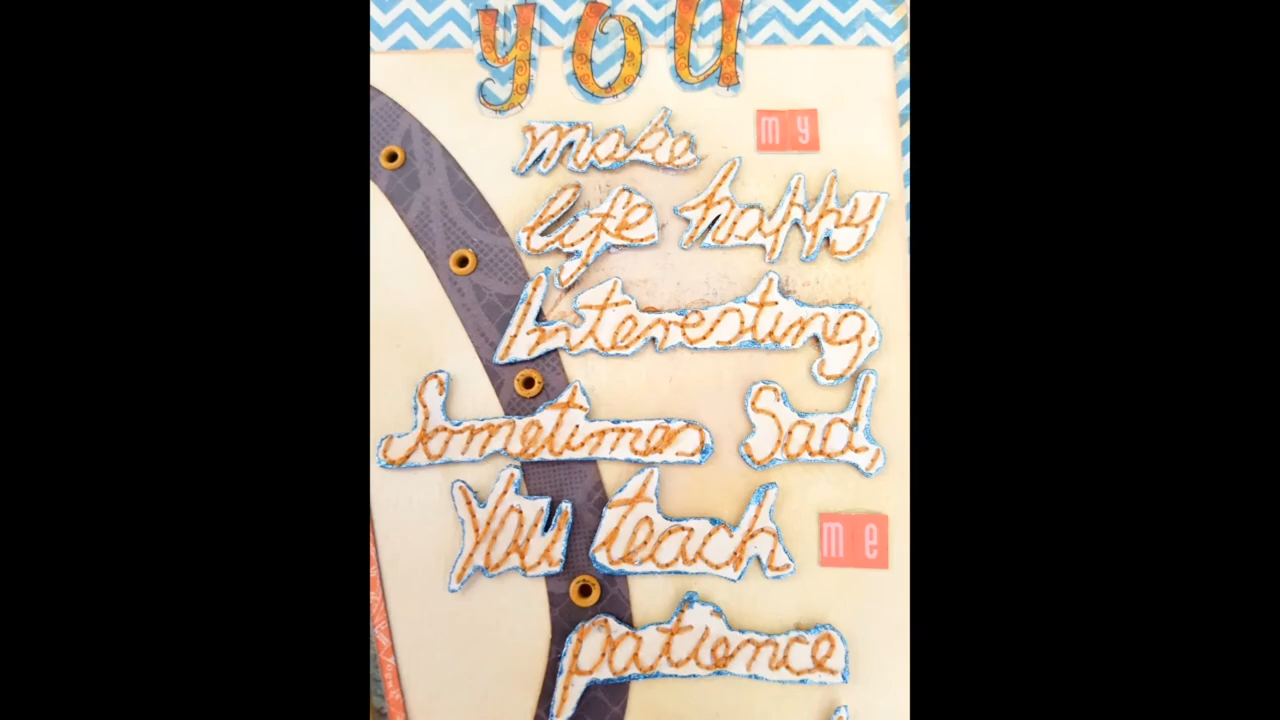 you
make my
life happy
Interesting,
Sometimes Sad,
You teach me
patience